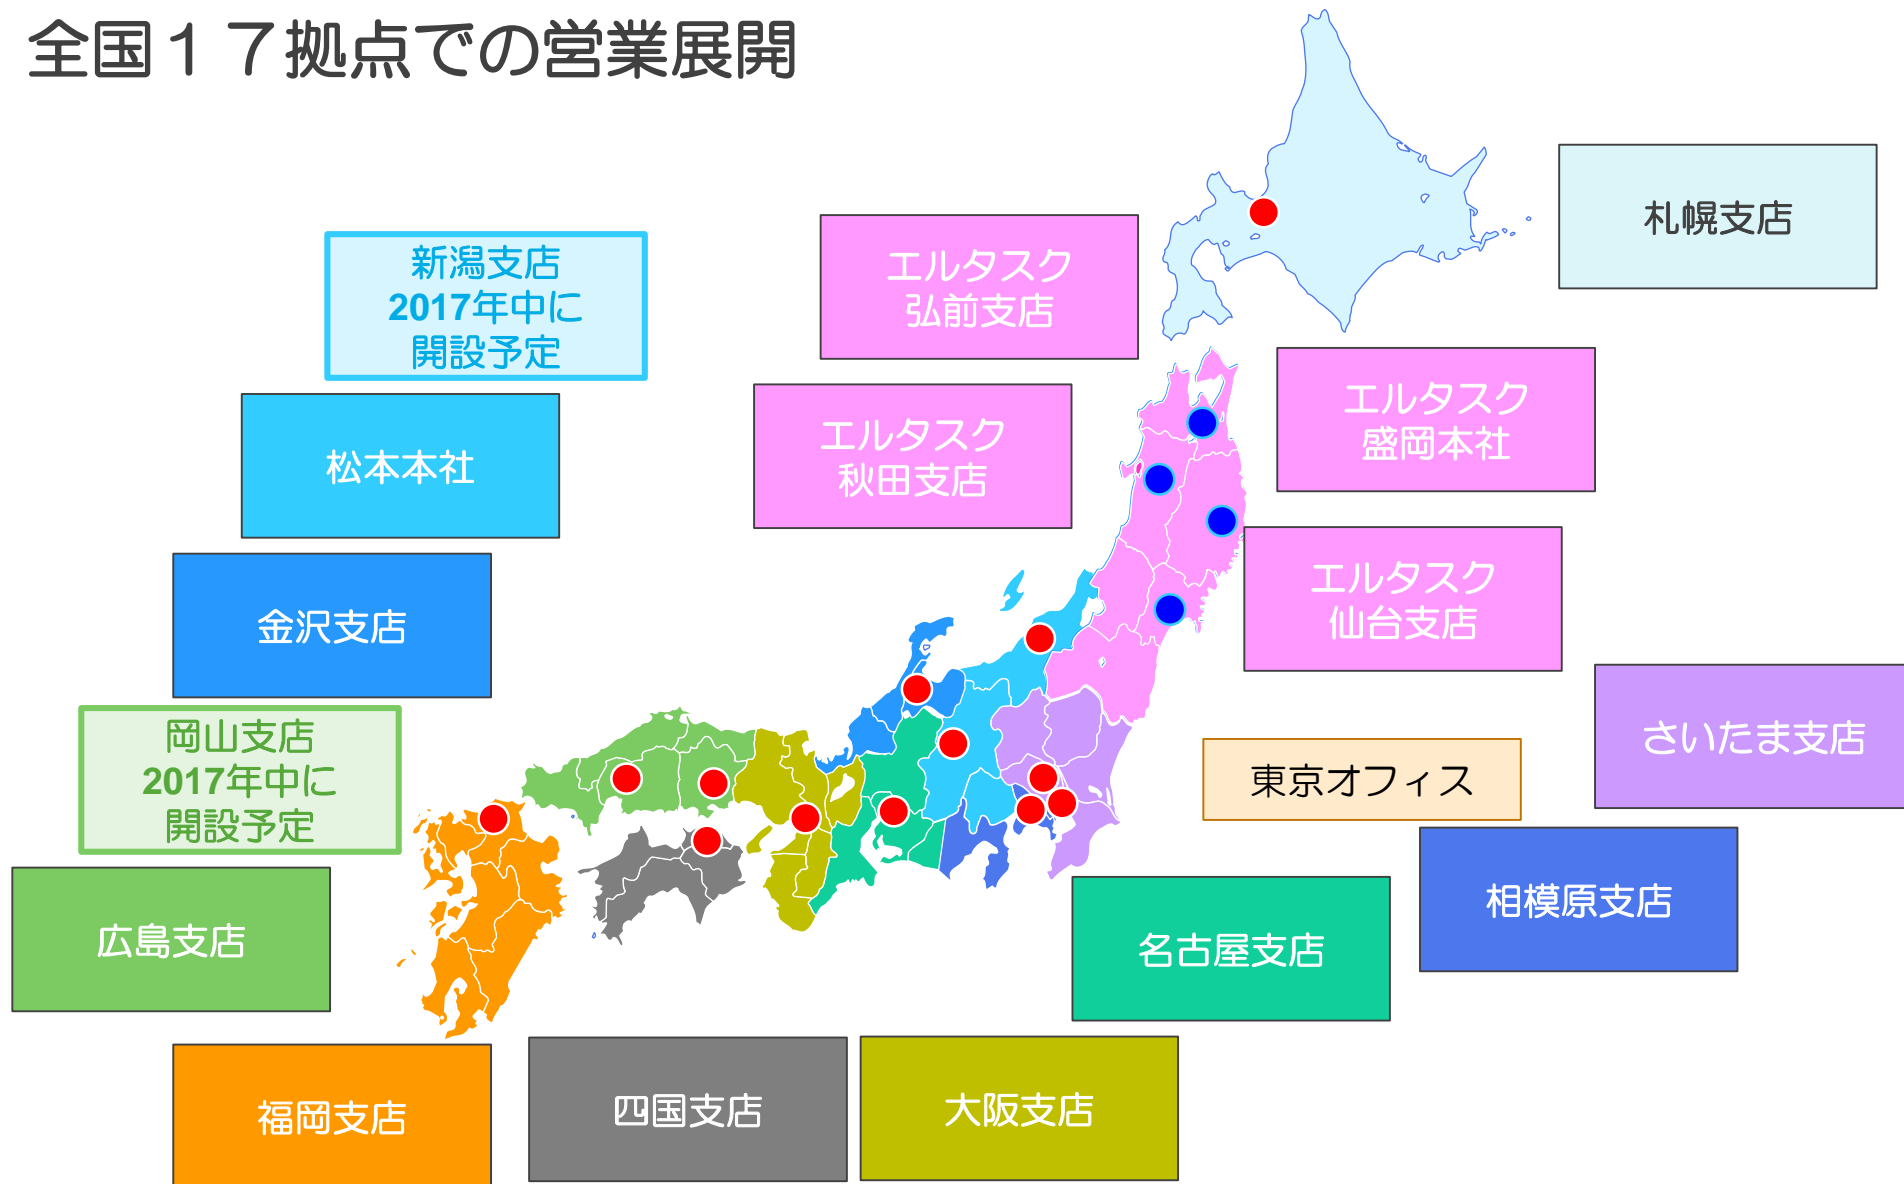 全国１７拠点での営業展開
札幌支店
エルタスク
弘前支店
新潟支店
2017年中に
開設予定
エルタスク
盛岡本社
エルタスク
秋田支店
松本本社
エルタスク
仙台支店
金沢支店
さいたま支店
岡山支店
2017年中に
開設予定
東京オフィス
相模原支店
広島支店
名古屋支店
福岡支店
四国支店
大阪支店